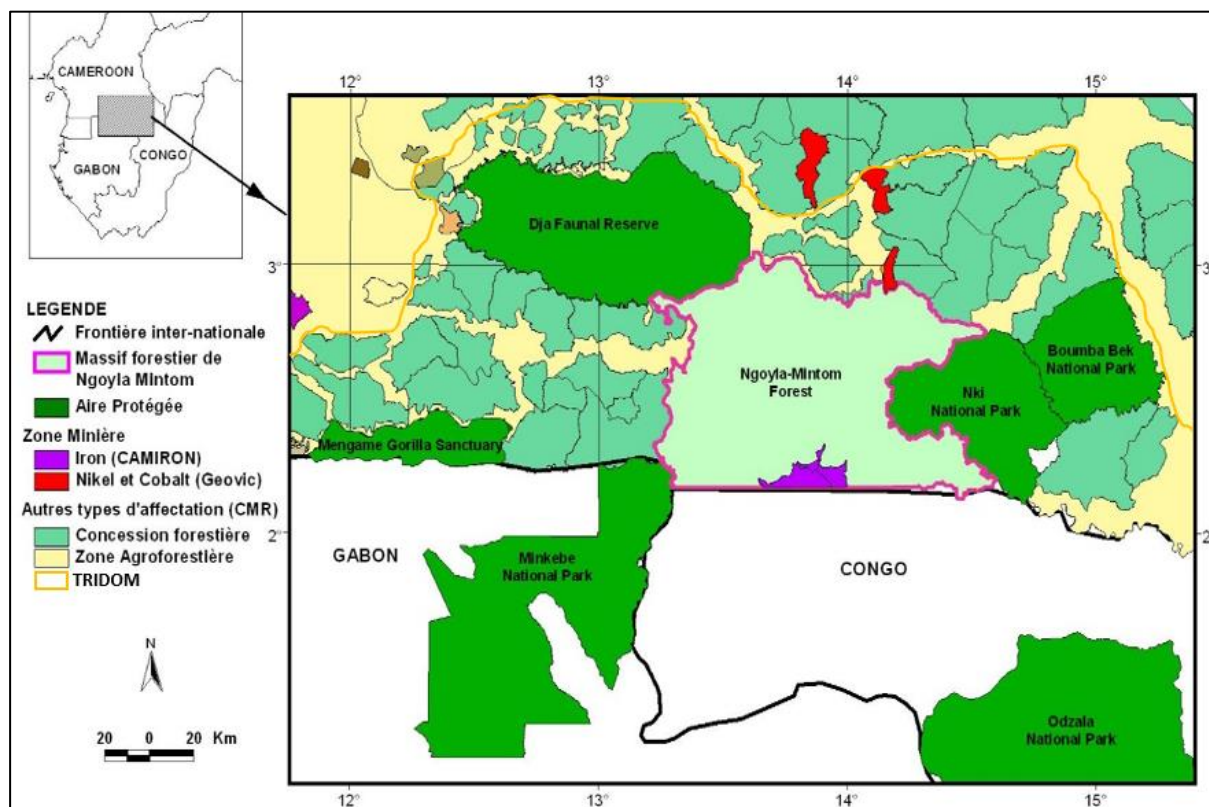 CAMEROON
GABON
CONGO
12°
13°
14°
15°
3°
3
2°
2
12°
13°
14°
15°
Dja Faunal Reserve
Ngoyla-Mintom
Forest
Boumba Bek
National Park
Nki
National Park
Mengame Gorilla Sanctuary
GABON
Minkebe
National Park
CONGO
Odzala
National Park
LEGENDE
Frontière inter-nationale
Massif forestier de
Ngoyla Mintom
Aire Protégée
Zone Minière
Iron (CAMIRON)
Nikel et Cobalt (Geovic)
Autres types d'affectation (CMR)
Concession forestière
Zone Agroforestlère
TRIDOM
N
20 0 20 Km